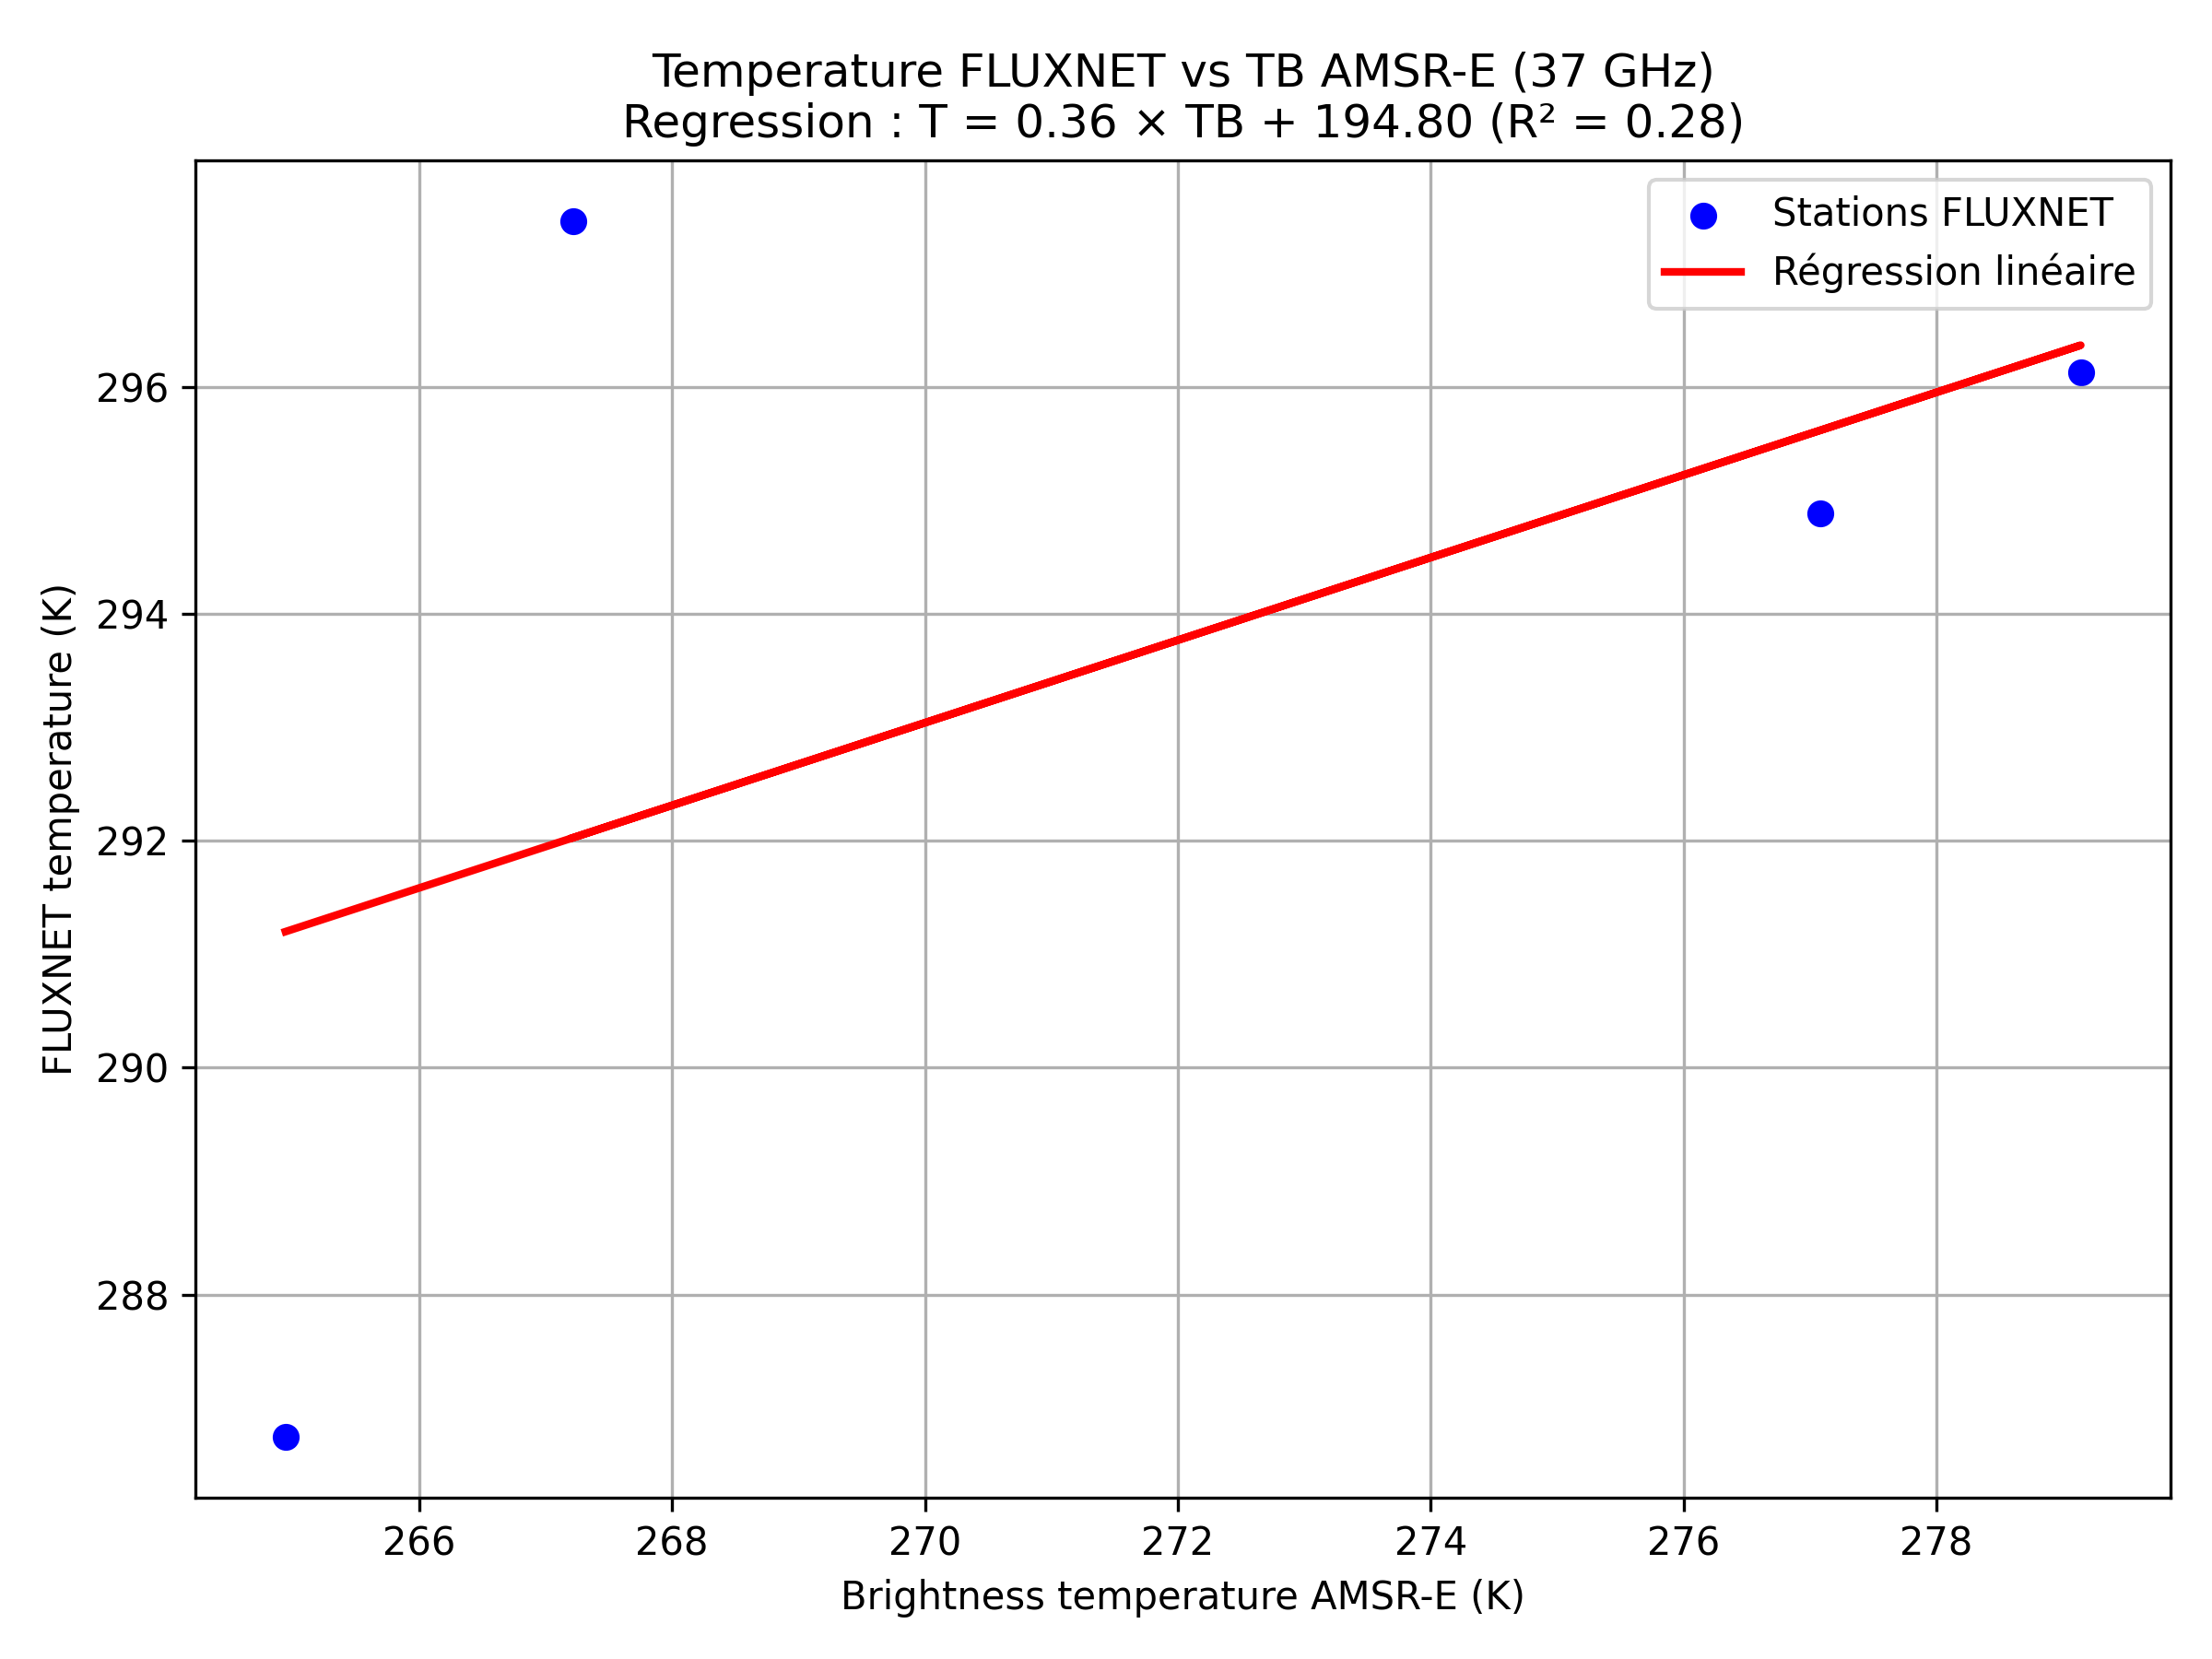 Temperature FLUXNET vs TB AMSR-E (37 GHz)
Regression : T = 0.36 × TB + 194.80 (R² = 0.28)
Stations FLUXNET
Régression linéaire
FLUXNET temperature (K)
296
294
292
290
288
266 268 270 272 274 276 278
Brightness temperature AMSR-E (K)